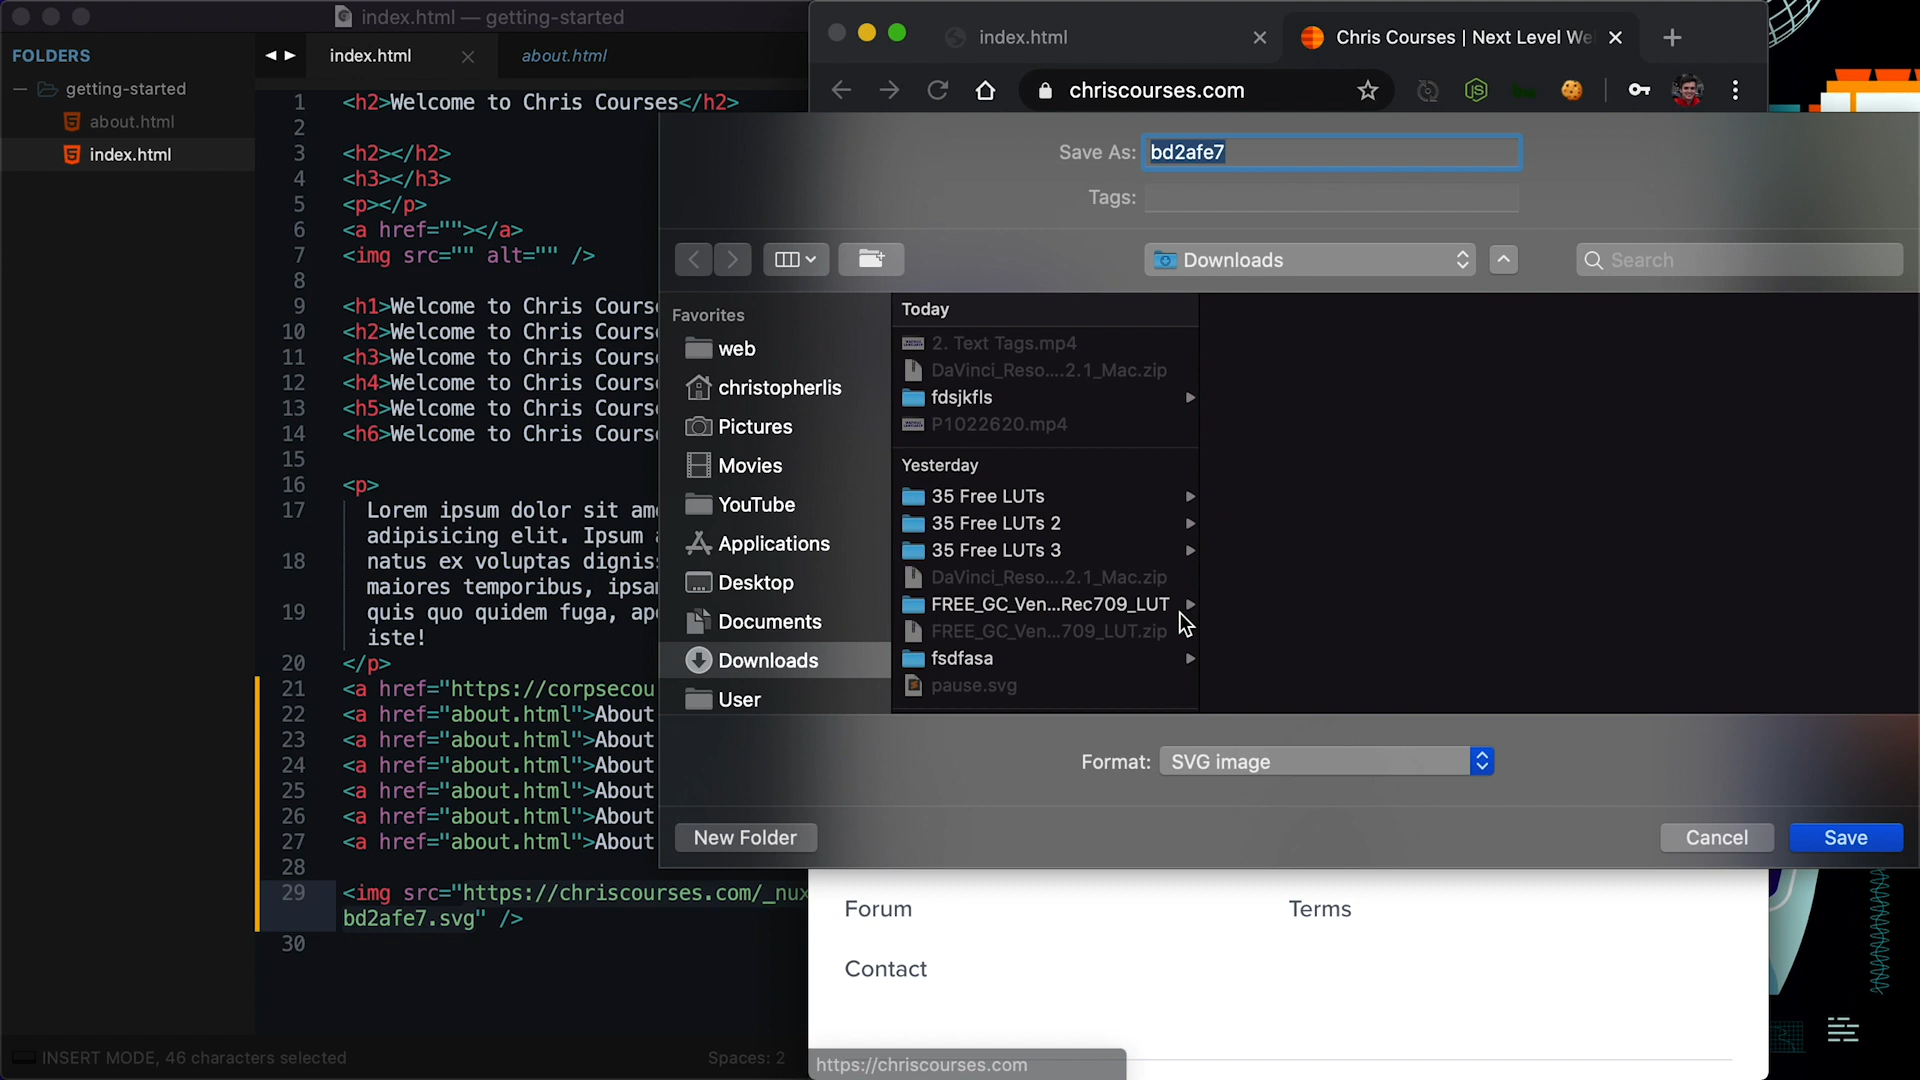 index.html — getting-started
FOLDERS
getting-started
about.html
index.html
index.html
about.html
1 <h2>Welcome to Chris Courses</h2>
2
3 <h2></h2>
4 <h3></h3>
5 <p></p>
6 <a href=""></a>
7 <img src="" alt="" />
8
9 <h1>Welcome to Chris Cours
10 <h2>Welcome to Chris Cours
11 <h3>Welcome to Chris Cours
12 <h4>Welcome to Chris Cours
13 <h5>Welcome to Chris Cours
14 <h6>Welcome to Chris Cours
15
16 <p>
17 Lorem ipsum dolor sit am
adipisicing elit. Ipsum
18 natus ex voluptas digniss
maiores temporibus, ipsa
19 quis quo quidem fuga, ap
iste!
20 </p>
21 <a href="https://corpsecou
22 <a href="about.html">About
23 <a href="about.html">About
24 <a href="about.html">About
25 <a href="about.html">About
26 <a href="about.html">About
27 <a href="about.html">About
28
29 <img src="https://chriscourses.com/_nux
bd2afe7.svg" />
30
INSERT MODE, 46 characters selected
Spaces: 2
index.html
Chris Courses | Next Level We
chriscourses.com
Save As: bd2afe7
Tags:
Downloads
Search
Favorites
web
christopherlis
Pictures
Movies
YouTube
Applications
Desktop
Documents
Downloads
User
Today
2. Text Tags.mp4
DaVinci_Reso....2.1_Mac.zip
fdsjkfls
P1022620.mp4
Yesterday
35 Free LUTs
35 Free LUTs 2
35 Free LUTs 3
DaVinci_Reso....2.1_Mac.zip
FREE_GC_Ven...Rec709_LUT
FREE_GC_Ven...709_LUT.zip
fsdfasa
pause.svg
Format: SVG image
New Folder
Cancel
Save
Forum
Terms
Contact
https://chriscourses.com